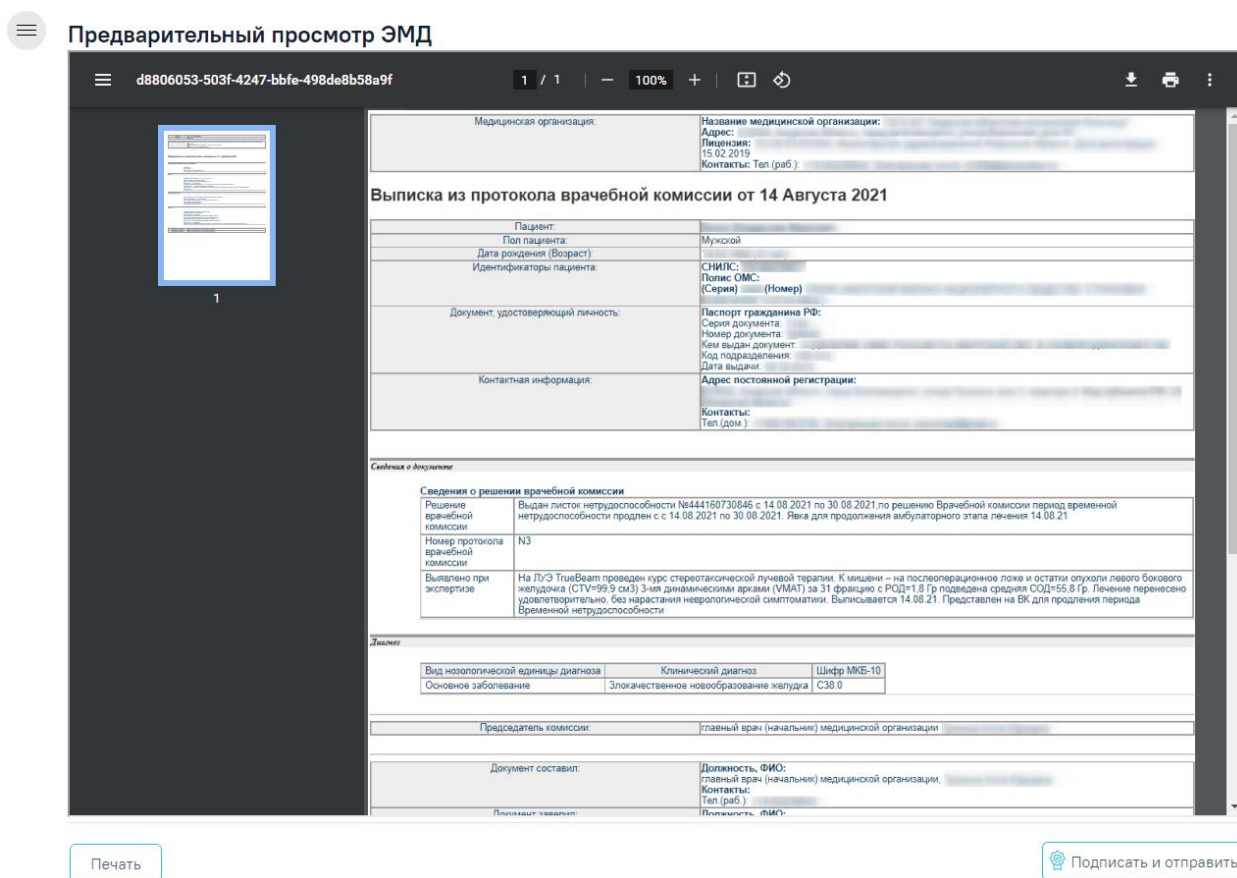 Предварительный просмотр ЭМД
d8806053-503f-4247-bbfe-498de8b58a9f
1 / 1
100%
1
Медицинская организация:
Название медицинской организации:
Адрес:
Лицензия:
15.02.2019
Контакты: Тел.(раб.):
Выписка из протокола врачебной комиссии от 14 Августа 2021
Пациент:
Пол пациента: Мужской
Дата рождения (Возраст):
Идентификаторы пациента:
СНИЛС:
Полис ОМС:
(Серия) (Номер)
Документ, удостоверяющий личность:
Паспорт гражданина РФ:
Серия документа:
Номер документа:
Кем выдан документ:
Код подразделения:
Дата выдачи:
Контактная информация:
Адрес постоянной регистрации:
Контакты:
Тел.(дом.):
Сведения о документе
Сведения о решении врачебной комиссии
Решение
врачебной
комиссии
Выдан листок нетрудоспособности №444160730846 с 14.08.2021 по 30.08.2021,по решению Врачебной комиссии период временной
нетрудоспособности продлен с с 14.08.2021 по 30.08.2021. Явка для продолжения амбулаторного этапа лечения 14.08.21
Номер протокола
врачебной
комиссии
N3
Выявлено при
экспертизе
На ЛУЭ TrueBeam проведен курс стереотаксической лучевой терапии. К мишени – на послеоперационное ложе и остатки опухоли левого бокового
желудочка (CTV=99,9 см3) 3-мя динамическими арками (VMAT) за 31 фракцию с РОД=1,8 Гр подведена средняя СОД=55,8 Гр. Лечение перенесено
удовлетворительно, без нарастания неврологической симптоматики. Выписывается 14.08.21. Представлен на ВК для продления периода
Временной нетрудоспособности
Диагноз
Вид нозологической единицы диагноза Клинический диагноз Шифр МКБ-10
Основное заболевание Злокачественное новообразование желудка C38.0
Председатель комиссии: главный врач (начальник) медицинской организации
Документ составил:
Должность, ФИО:
главный врач (начальник) медицинской организации,
Контакты:
Тел.(раб.):
Документ заверил: Должность, ФИО:
Печать
Подписать и отправить